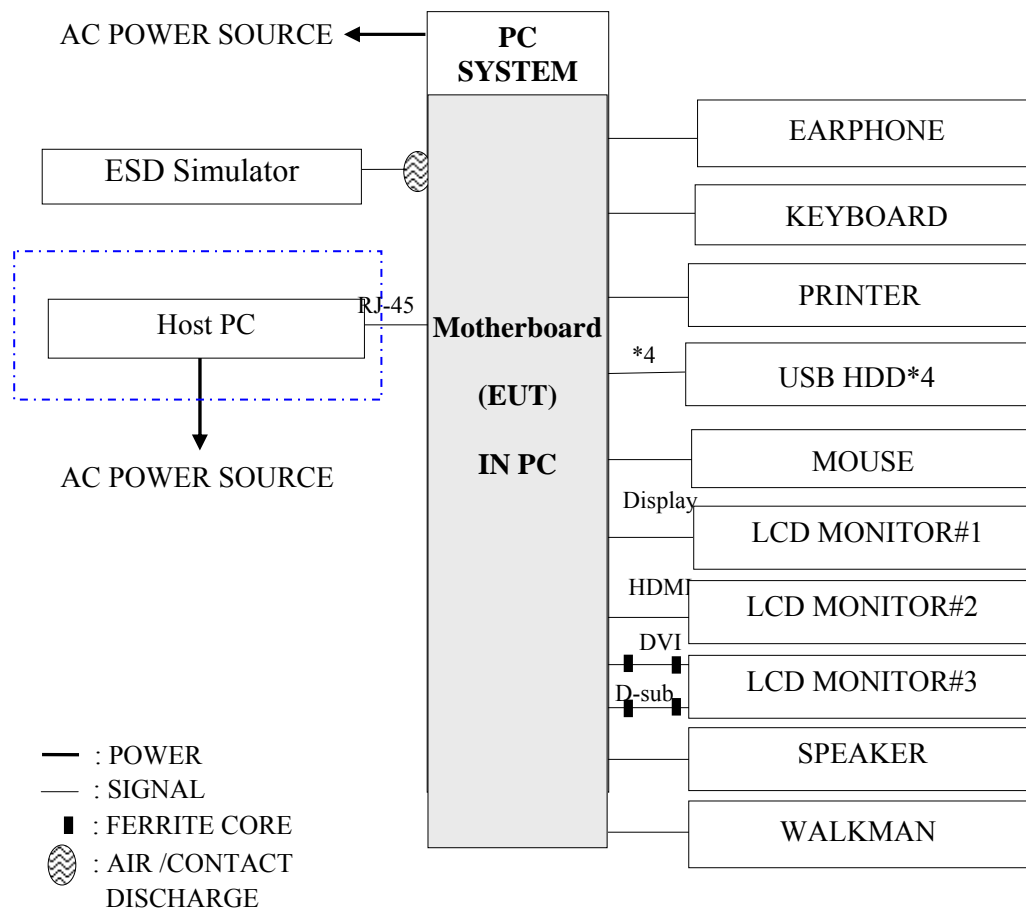 AC POWER SOURCE
PC
SYSTEM
ESD Simulator
Host PC
RJ-45
AC POWER SOURCE
Motherboard
(EUT)
IN PC
EARPHONE
KEYBOARD
PRINTER
*4
USB HDD*4
MOUSE
Display
LCD MONITOR#1
HDMI
LCD MONITOR#2
DVI
D-sub
LCD MONITOR#3
SPEAKER
WALKMAN
: POWER
: SIGNAL
: FERRITE CORE
: AIR /CONTACT
DISCHARGE